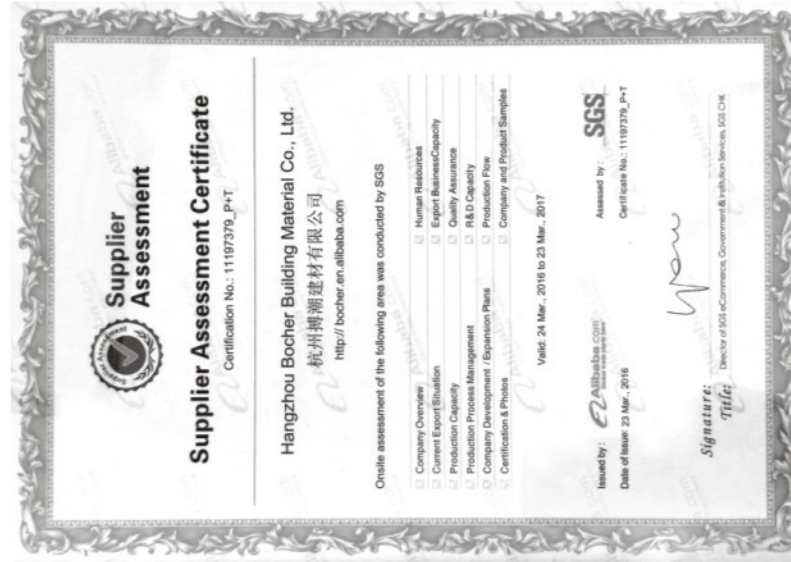 Supplier
Assessment
Supplier Assessment Certificate
Certification No.: 11197379_P+T
Hangzhou Bocher Building Material Co., Ltd.
杭州搏潮建材有限公司
http:// bocher.en.alibaba.com
Onsite assessment of the following area was conducted by SGS
Company Overview
Human Resources
Current Export Situation
Export BusinessCapacity
Production Capacity
Quality Assurance
Production Process Management
R&D Capacity
Company Development / Expansion Plans
Production Flow
Certification & Photos
Company and Product Samples
Valid: 24 Mar., 2016 to 23 Mar., 2017
Issued by : Alibaba.com
Assessed by : SGS
Date of Issue: 23 Mar., 2016
Certificate No.: 11197379_P+T
Signature:
Title: Director of SGS eCommerce, Government & Institution Services, SGS CHK